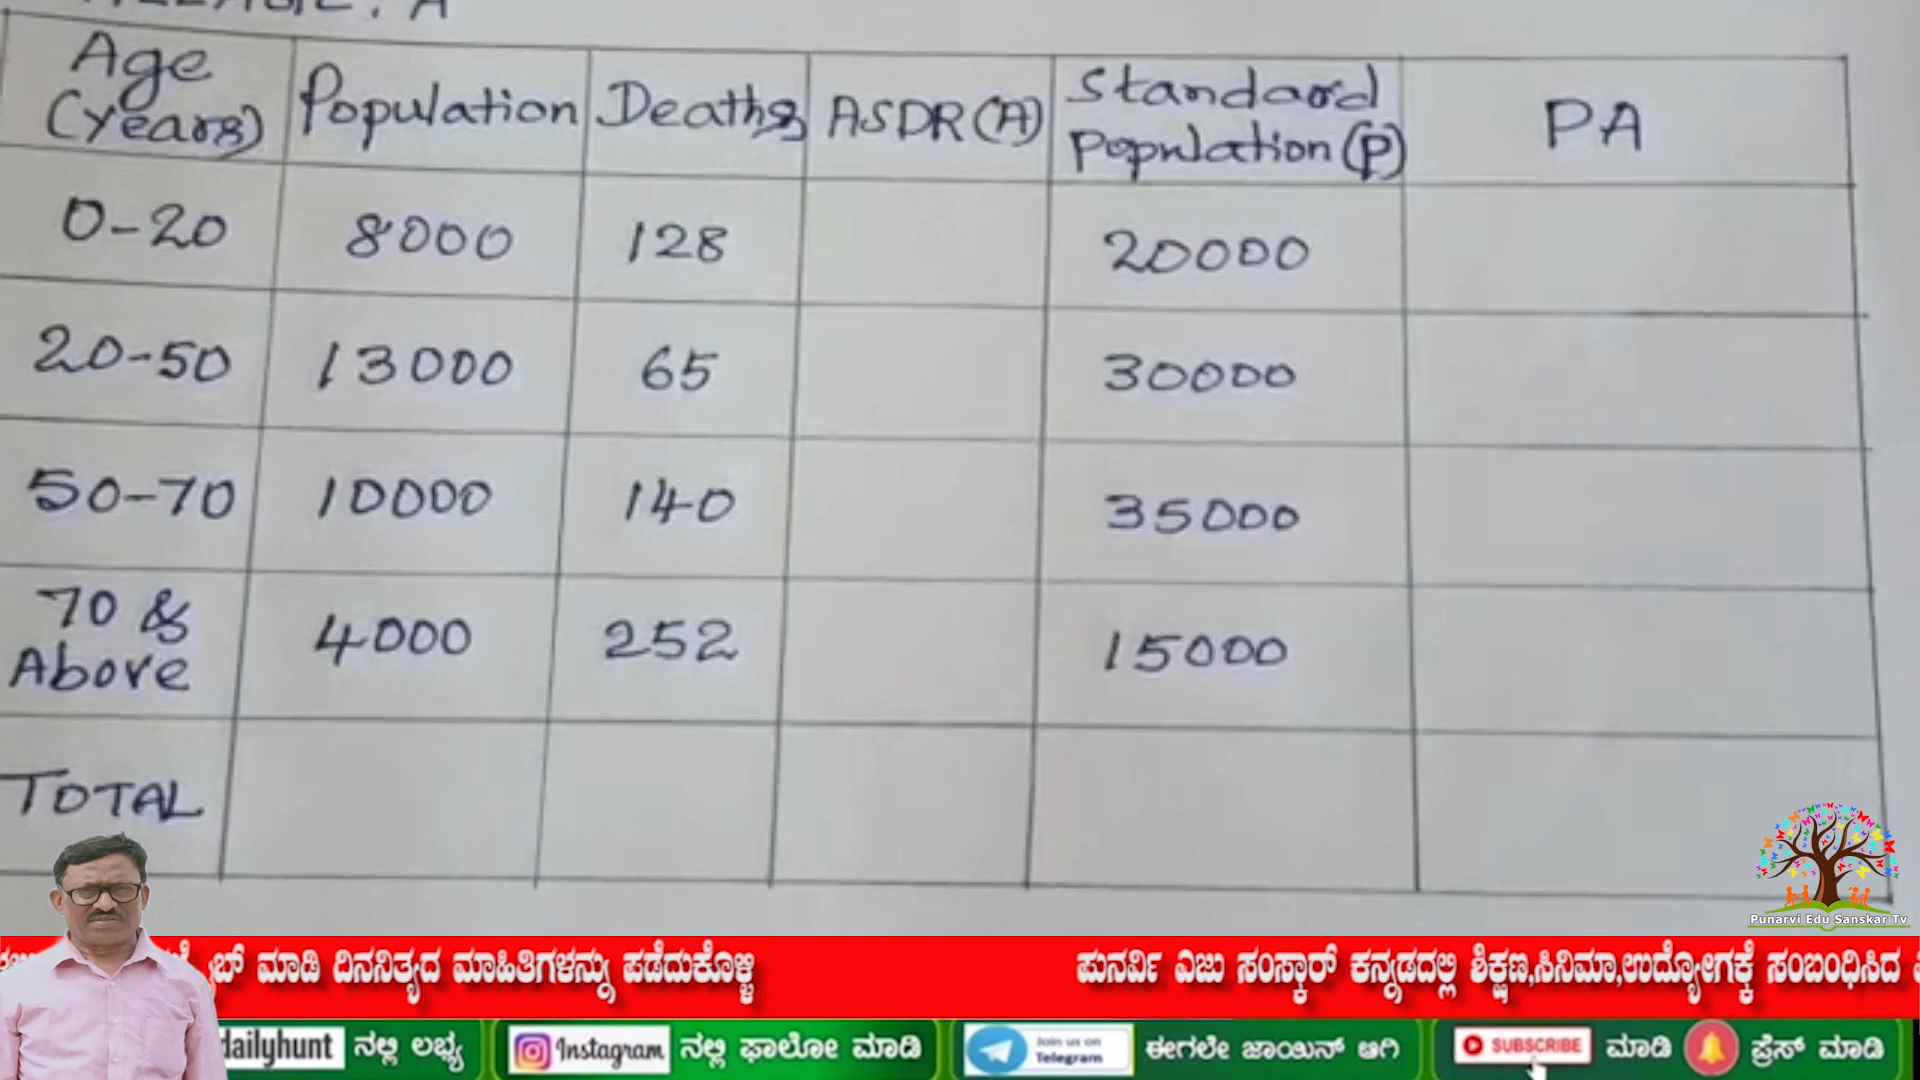 VILLAGE : A
Age (Years) Population Deaths ASDR(A) Standard Population(P) PA
0-20 8000 128 20000
20-50 13000 65 30000
50-70 10000 140 35000
70 & Above 4000 252 15000
TOTAL
Punarvi Edu Sanskar Tv
ಮಾಡಿ ದಿನನಿತ್ಯದ ಮಾಹಿತಿಗಳನ್ನು ಪಡೆದುಕೊಳ್ಳಿ ಪುನರ್ವಿ ಎಜು ಸಂಸ್ಕಾರ್ ಕನ್ನಡದಲ್ಲಿ ಶಿಕ್ಷಣ,ಸಿನಿಮಾ,ಉದ್ಯೋಗಕ್ಕೆ ಸಂಬಂಧಿಸಿದ
dailyhunt ನಲ್ಲಿ ಲಭ್ಯ Instagram ನಲ್ಲಿ ಫಾಲೋ ಮಾಡಿ Join us on Telegram ಈಗಲೇ ಜಾಯಿನ್ ಆಗಿ SUBSCRIBE ಮಾಡಿ ಪ್ರೆಸ್ ಮಾಡಿ